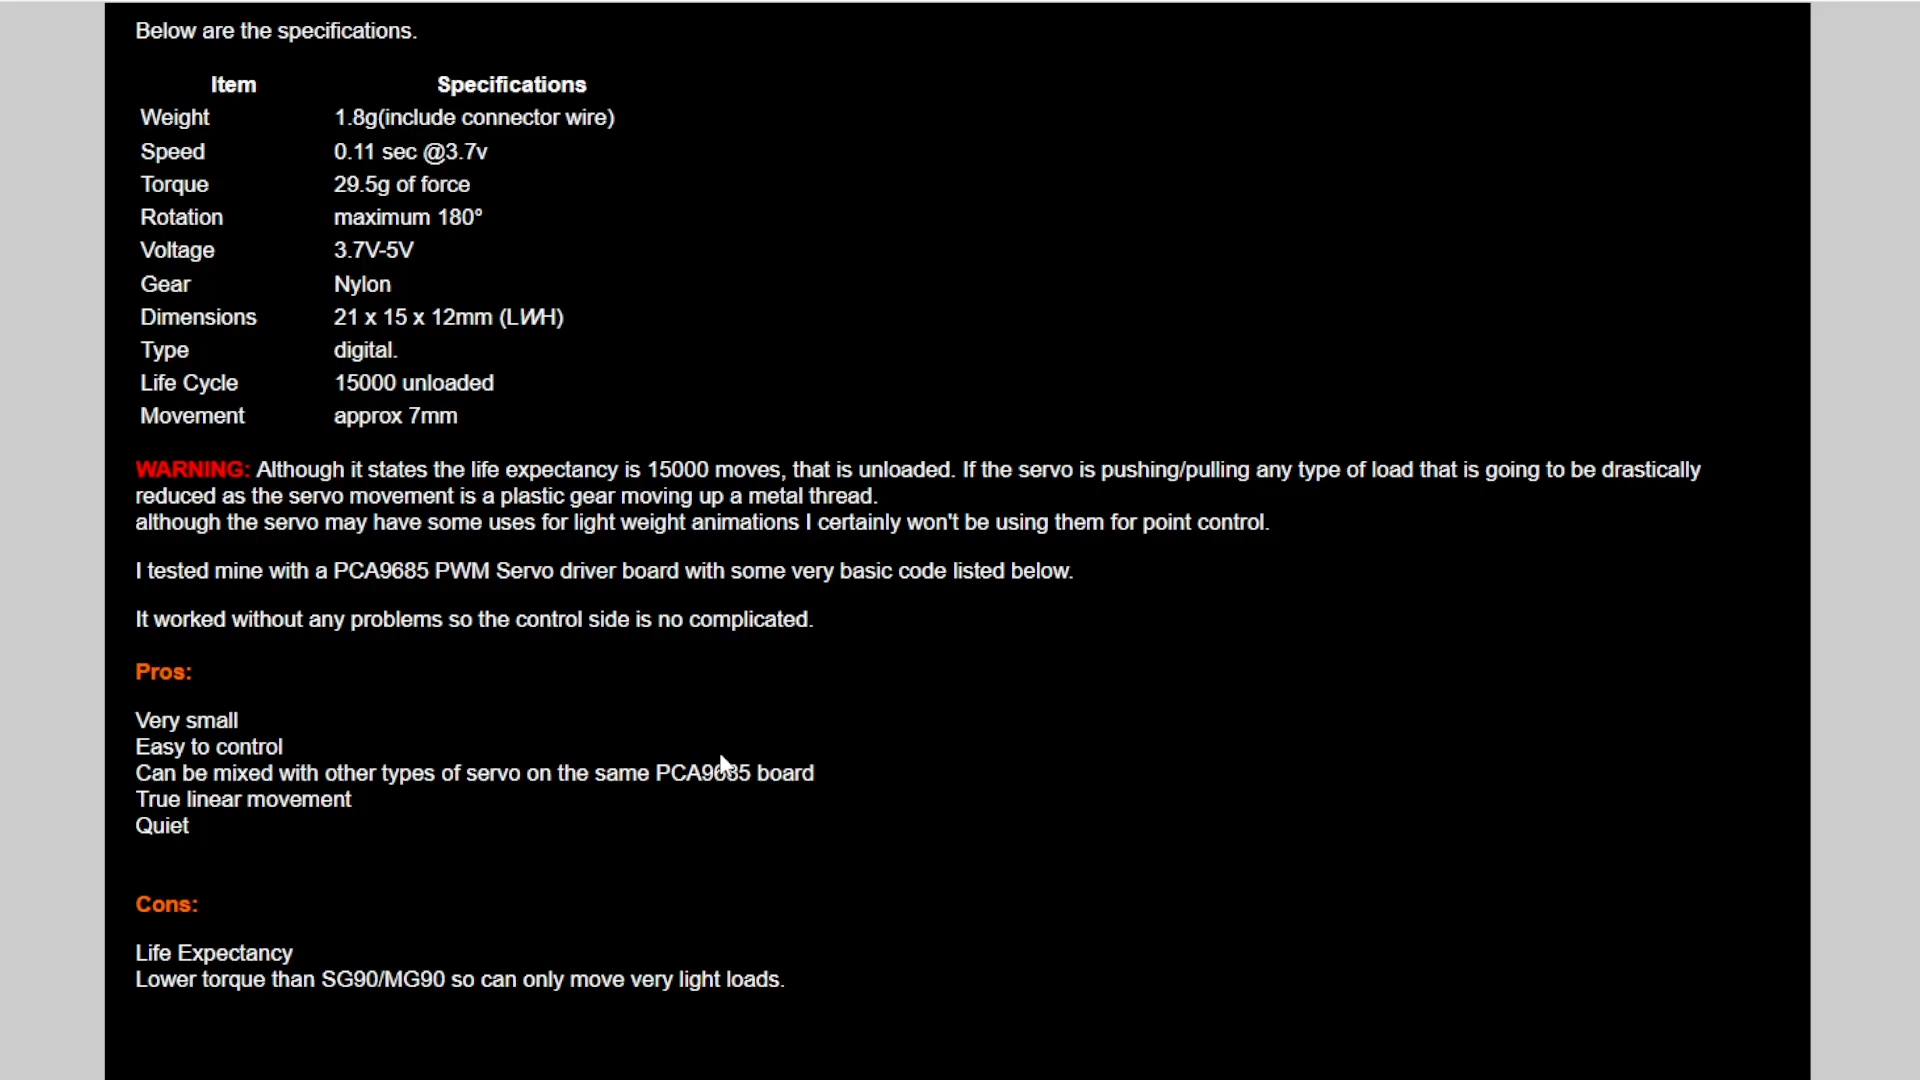 Below are the specifications.
Item Specifications
Weight 1.8g(include connector wire)
Speed 0.11 sec @3.7v
Torque 29.5g of force
Rotation maximum 180°
Voltage 3.7V-5V
Gear Nylon
Dimensions 21 x 15 x 12mm (LWH)
Type digital.
Life Cycle 15000 unloaded
Movement approx 7mm
WARNING: Although it states the life expectancy is 15000 moves, that is unloaded. If the servo is pushing/pulling any type of load that is going to be drastically
reduced as the servo movement is a plastic gear moving up a metal thread.
although the servo may have some uses for light weight animations I certainly won't be using them for point control.
I tested mine with a PCA9685 PWM Servo driver board with some very basic code listed below.
It worked without any problems so the control side is no complicated.
Pros:
Very small
Easy to control
Can be mixed with other types of servo on the same PCA9685 board
True linear movement
Quiet
Cons:
Life Expectancy
Lower torque than SG90/MG90 so can only move very light loads.